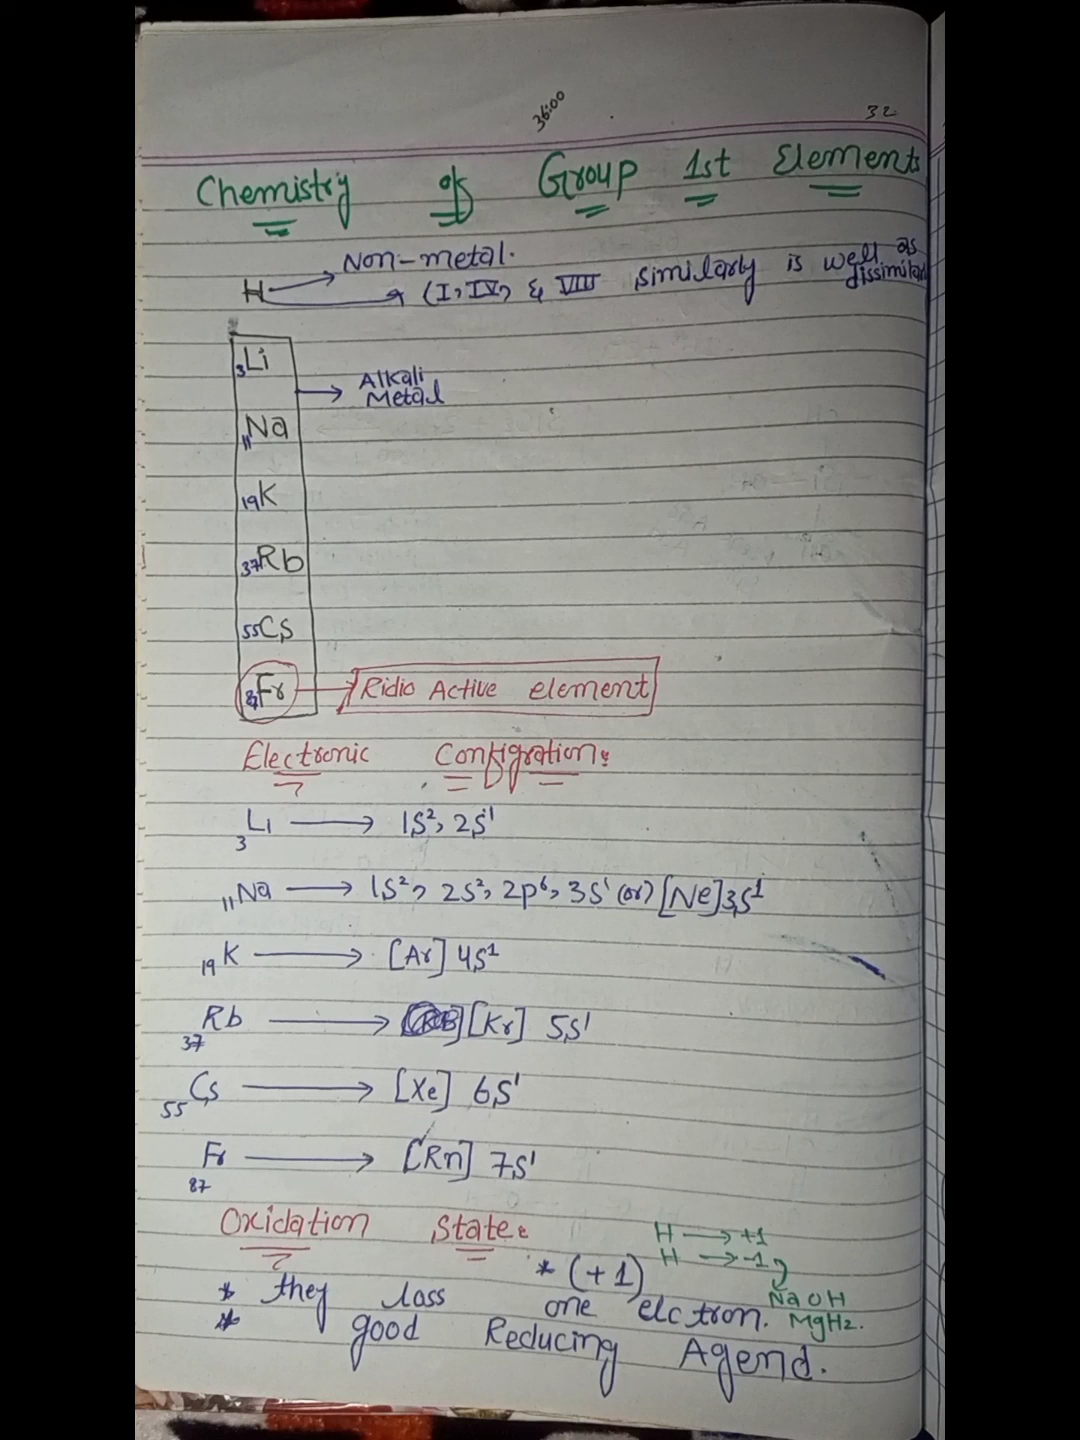 36:00
32
Chemistry of Group 1st Elements
H → Non-metal.
→ (I, IV, & VIII similarly is well as dissimilar
3Li
→ Alkali Metal
11Na
19K
37Rb
55Cs
87Fr → Ridio Active element
Electronic Configration:
3Li → 1S², 2S¹
11Na → 1S², 2S², 2p⁶, 3S¹ (or) [Ne]3S¹
19K → [Ar] 4S¹
37Rb → [Kr] 5S¹
55Cs → [Xe] 6S¹
87Fr → [Rn] 7S¹
Oxidation State:
H → +1
H → -1
* (+1)
NaOH
MgH2.
* they loss one elctron.
* good Reducing Agend.